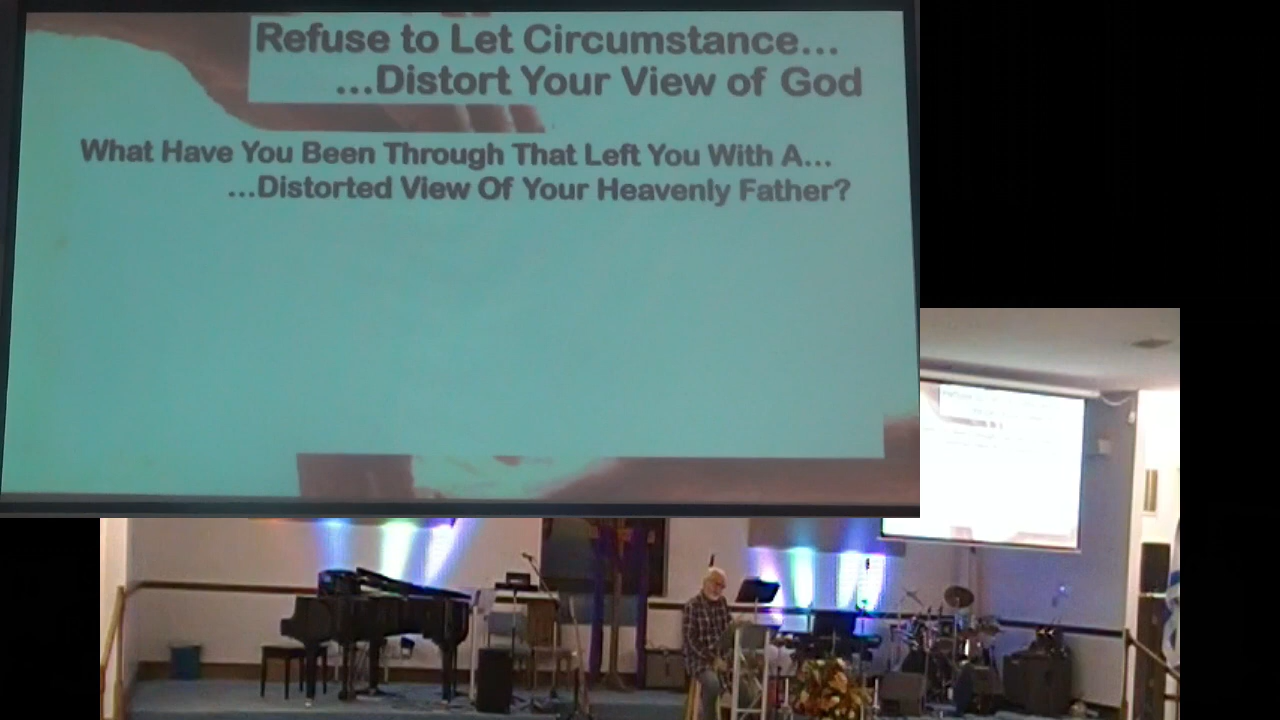 Refuse to Let Circumstance...
...Distort Your View of God
What Have You Been Through That Left You With A...
...Distorted View Of Your Heavenly Father?